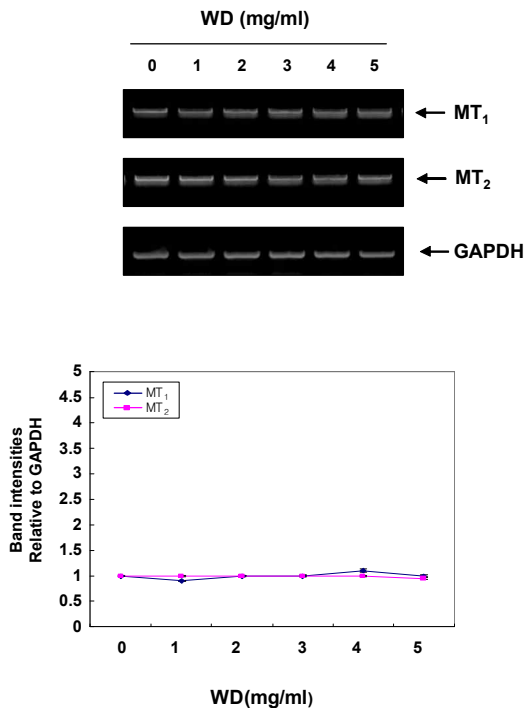 WD (mg/ml)
0 1 2 3 4 5
MT₁
MT₂
GAPDH
5
4.5
4
3.5
3
2.5
2
1.5
1
0.5
0
MT₁
MT₂
Band intensities
Relative to GAPDH
0 1 2 3 4 5
WD(mg/ml)